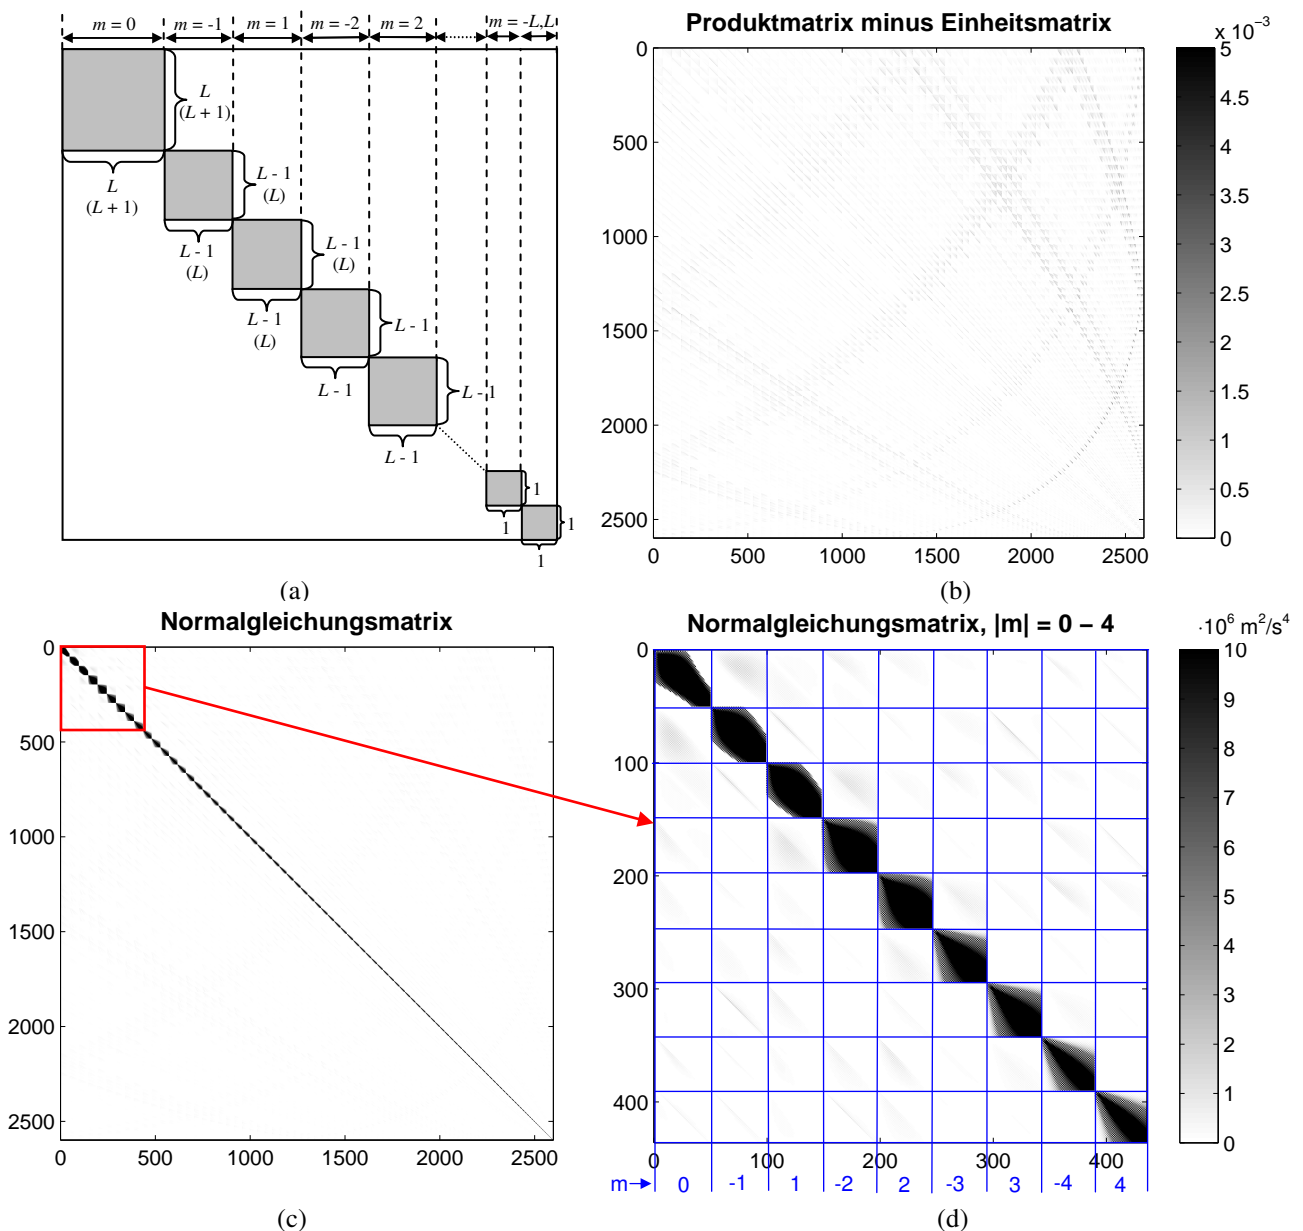 m = 0 m = -1 m = 1 m = -2 m = 2 m = -L,L
L
(L + 1)
L
(L + 1)
L - 1
(L)
L - 1
(L)
L - 1
(L)
L - 1
(L)
L - 1
L - 1
L - 1
L - 1
1
1
1
1
(a)
Produktmatrix minus Einheitsmatrix
x 10⁻³
0
500
1000
1500
2000
2500
0 500 1000 1500 2000 2500
5
4.5
4
3.5
3
2.5
2
1.5
1
0.5
0
(b)
Normalgleichungsmatrix
0
500
1000
1500
2000
2500
0 500 1000 1500 2000 2500
(c)
Normalgleichungsmatrix, |m| = 0 – 4
·10⁶ m²/s⁴
0
100
200
300
400
0 100 200 300 400
m→ 0 -1 1 -2 2 -3 3 -4 4
10
9
8
7
6
5
4
3
2
1
0
(d)